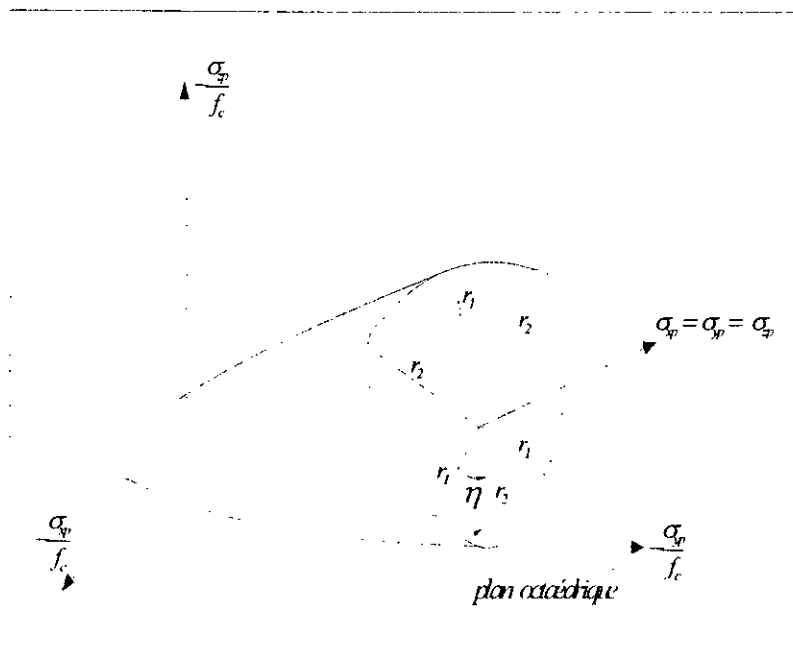 σzp
fc
r1
r2
σxp = σyp = σzp
r2
r1
r1
η r2
σxp
fc
σyp
fc
plan octaédrique